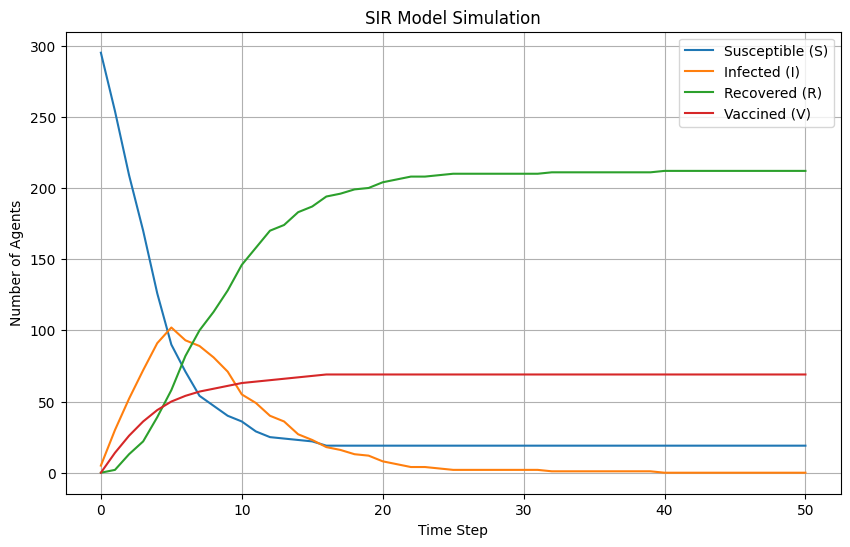 SIR Model Simulation
Number of Agents
300
250
200
150
100
50
0
Susceptible (S)
Infected (I)
Recovered (R)
Vaccined (V)
0 10 20 30 40 50
Time Step